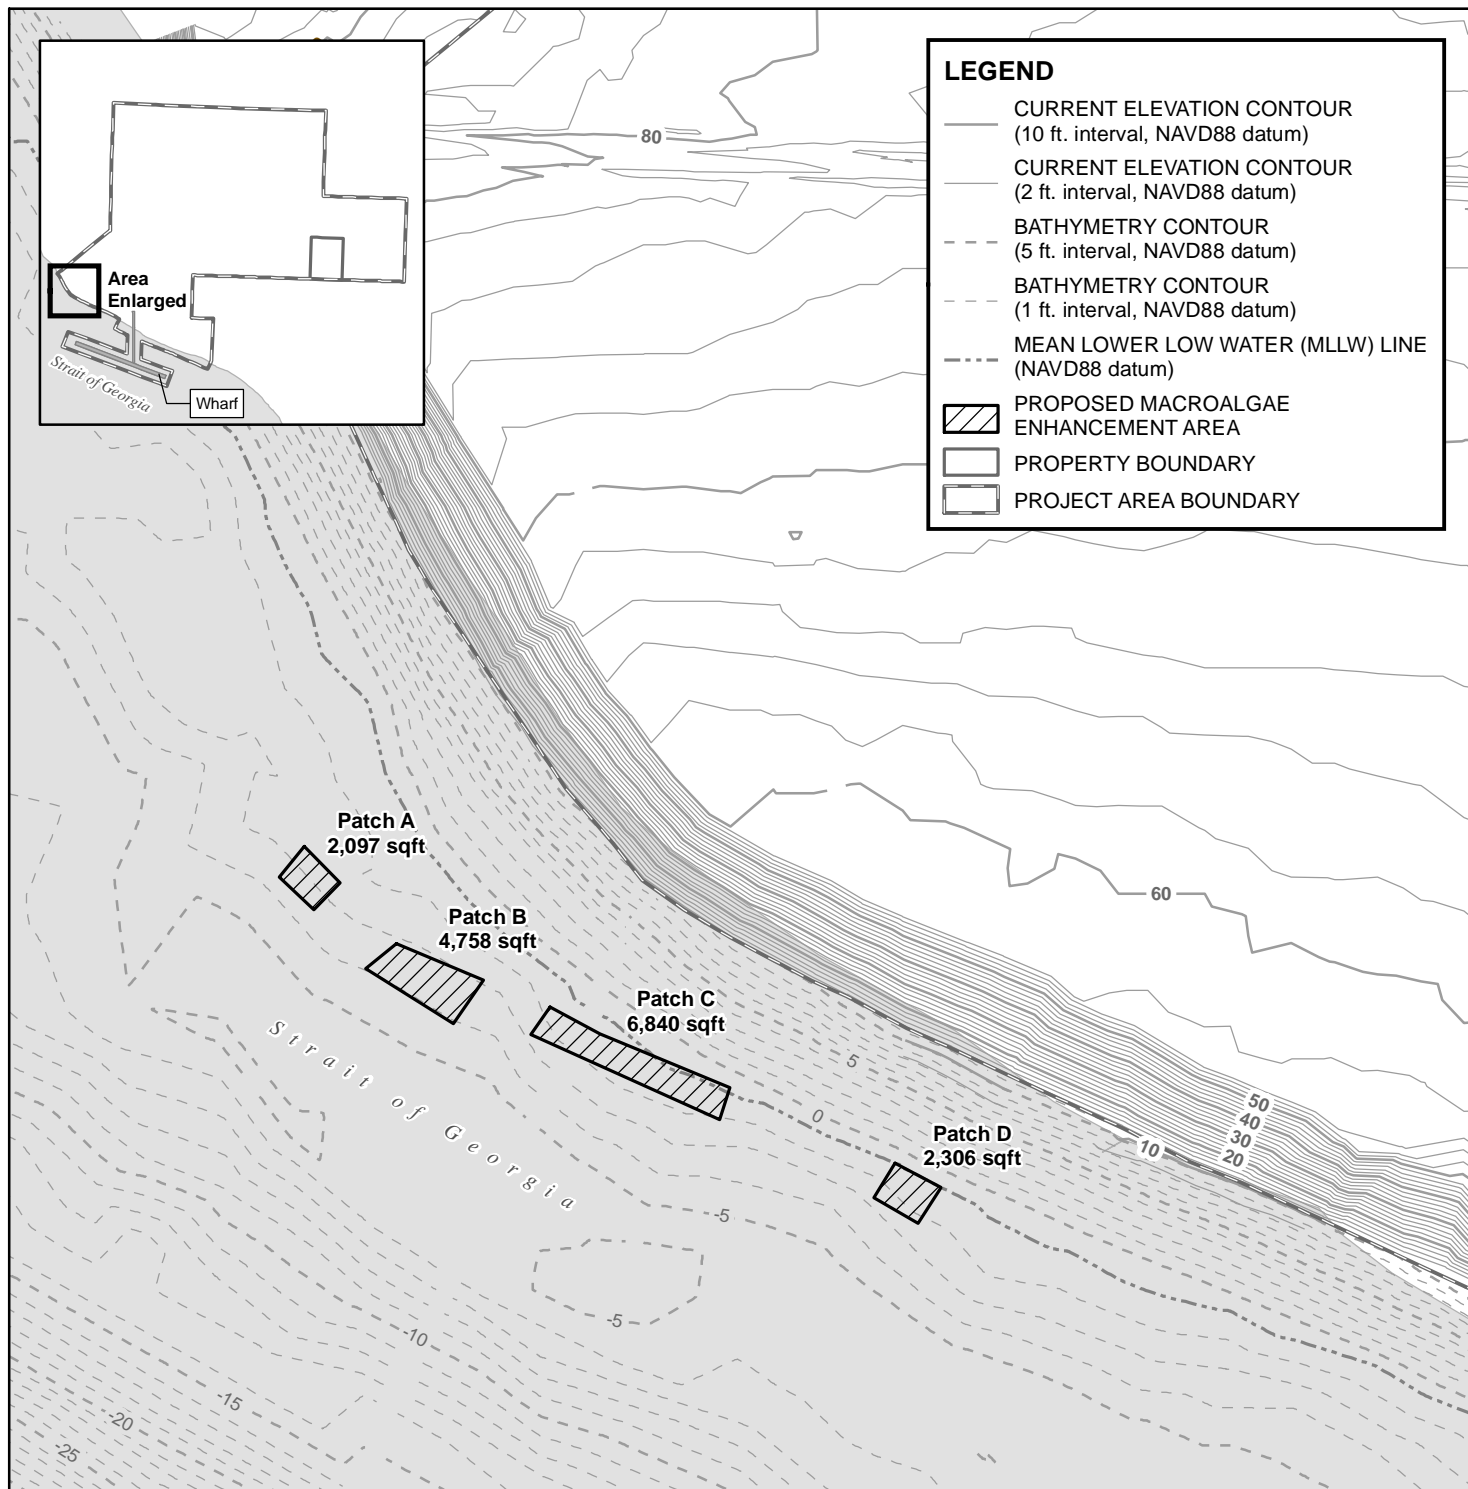 LEGEND
CURRENT ELEVATION CONTOUR
(10 ft. interval, NAVD88 datum)
CURRENT ELEVATION CONTOUR
(2 ft. interval, NAVD88 datum)
BATHYMETRY CONTOUR
(5 ft. interval, NAVD88 datum)
BATHYMETRY CONTOUR
(1 ft. interval, NAVD88 datum)
MEAN LOWER LOW WATER (MLLW) LINE
(NAVD88 datum)
PROPOSED MACROALGAE
ENHANCEMENT AREA
PROPERTY BOUNDARY
PROJECT AREA BOUNDARY
Area
Enlarged
Strait of Georgia
Wharf
80
60
Patch A
2,097 sqft
Patch B
4,758 sqft
Patch C
6,840 sqft
Patch D
2,306 sqft
Strait of Georgia
5
0
50
40
30
20
10
-5
-5
-10
-15
-20
-25